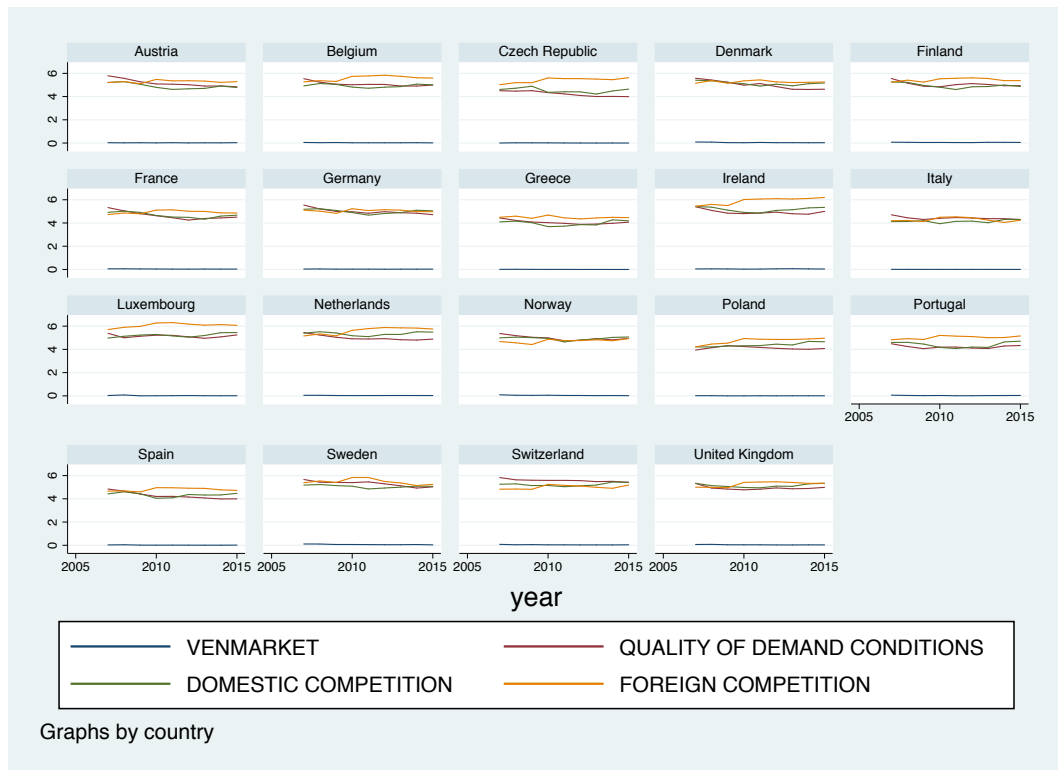 Austria Belgium Czech Republic Denmark Finland
6
4
2
0
France Germany Greece Ireland Italy
6
4
2
0
Luxembourg Netherlands Norway Poland Portugal
6
4
2
0
2005 2010 2015
Spain Sweden Switzerland United Kingdom
6
4
2
0
2005 2010 2015 2005 2010 2015 2005 2010 2015 2005 2010 2015
year
VENMARKET QUALITY OF DEMAND CONDITIONS
DOMESTIC COMPETITION FOREIGN COMPETITION
Graphs by country